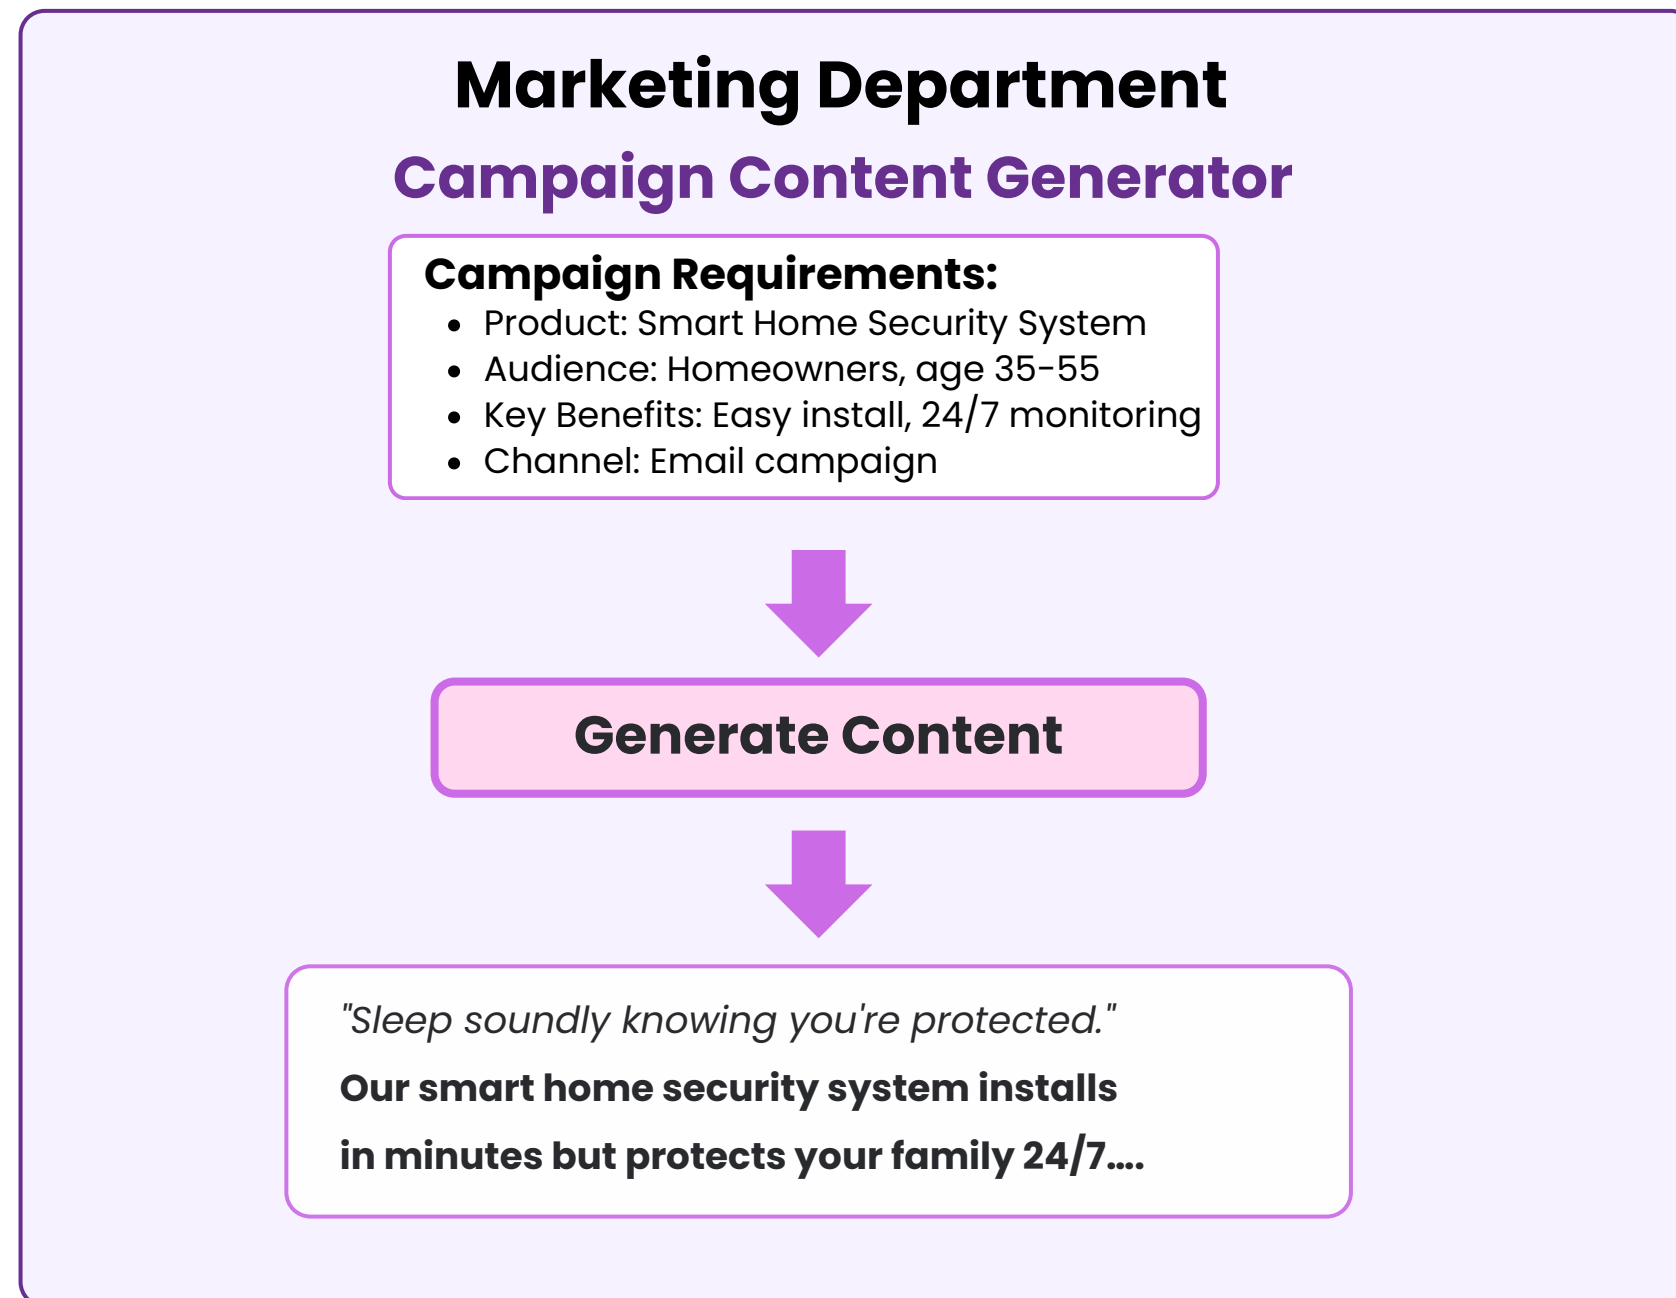 Marketing Department
Campaign Content Generator
Campaign Requirements:
• Product: Smart Home Security System
• Audience: Homeowners, age 35-55
• Key Benefits: Easy install, 24/7 monitoring
• Channel: Email campaign
Generate Content
"Sleep soundly knowing you're protected."
Our smart home security system installs
in minutes but protects your family 24/7....